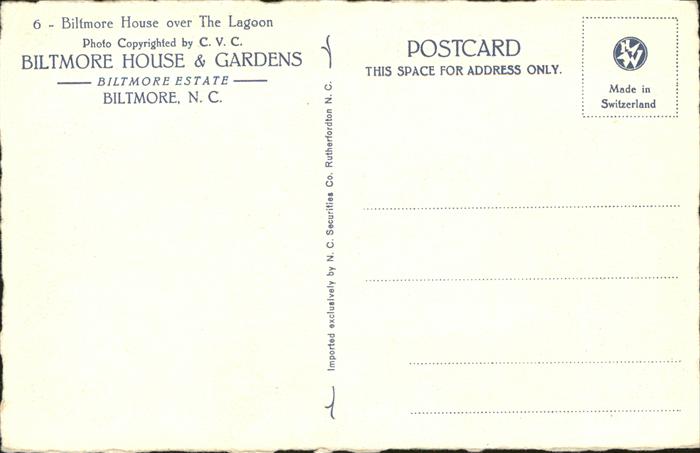 6 - Biltmore House over The Lagoon
Photo Copyrighted by C. V. C.
BILTMORE HOUSE & GARDENS
BILTMORE ESTATE
BILTMORE, N. C.
Imported exclusively by N. C. Securities Co. Rutherfordton N. C.
POSTCARD
THIS SPACE FOR ADDRESS ONLY.
Made in
Switzerland